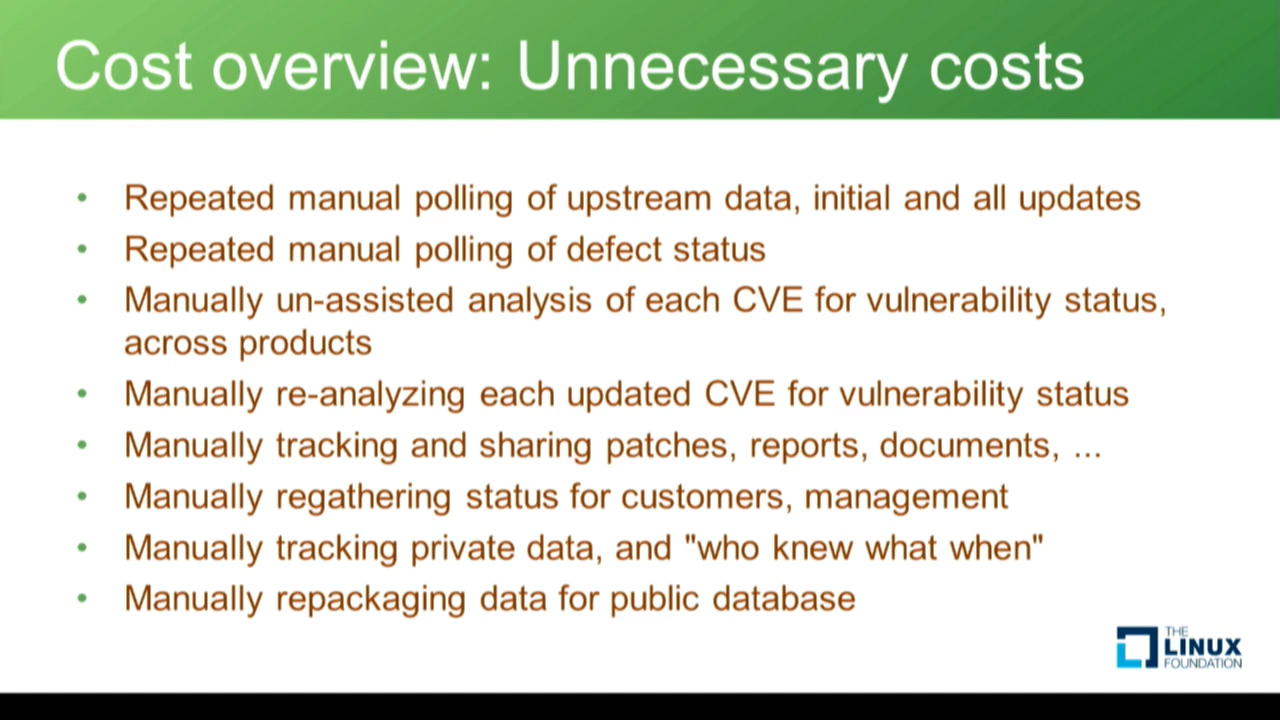 Cost overview: Unnecessary costs
• Repeated manual polling of upstream data, initial and all updates
• Repeated manual polling of defect status
• Manually un-assisted analysis of each CVE for vulnerability status,
across products
• Manually re-analyzing each updated CVE for vulnerability status
• Manually tracking and sharing patches, reports, documents, ...
• Manually regathering status for customers, management
• Manually tracking private data, and "who knew what when"
• Manually repackaging data for public database
THE
LINUX
FOUNDATION